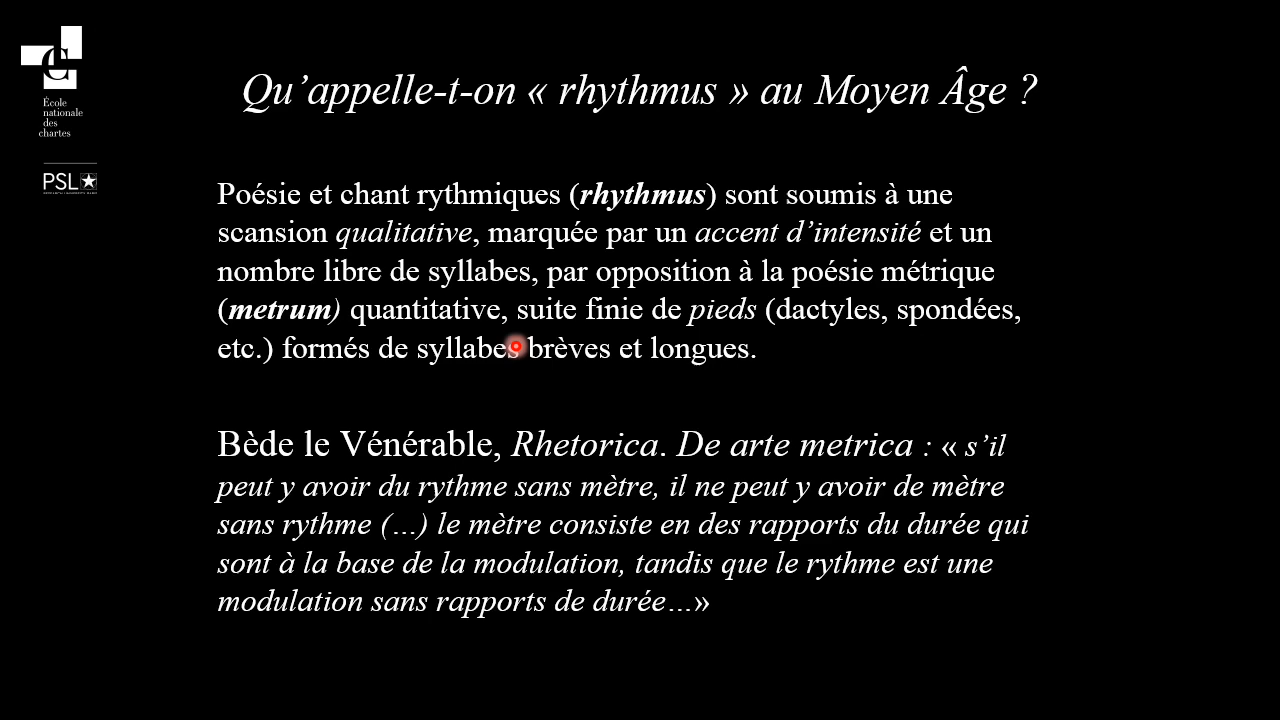 École
nationale
des
chartes
PSL
Qu’appelle-t-on « rhythmus » au Moyen Âge ?
Poésie et chant rythmiques (rhythmus) sont soumis à une
scansion qualitative, marquée par un accent d’intensité et un
nombre libre de syllabes, par opposition à la poésie métrique
(metrum) quantitative, suite finie de pieds (dactyles, spondées,
etc.) formés de syllabes brèves et longues.
Bède le Vénérable, Rhetorica. De arte metrica : « s’il
peut y avoir du rythme sans mètre, il ne peut y avoir de mètre
sans rythme (…) le mètre consiste en des rapports du durée qui
sont à la base de la modulation, tandis que le rythme est une
modulation sans rapports de durée…»